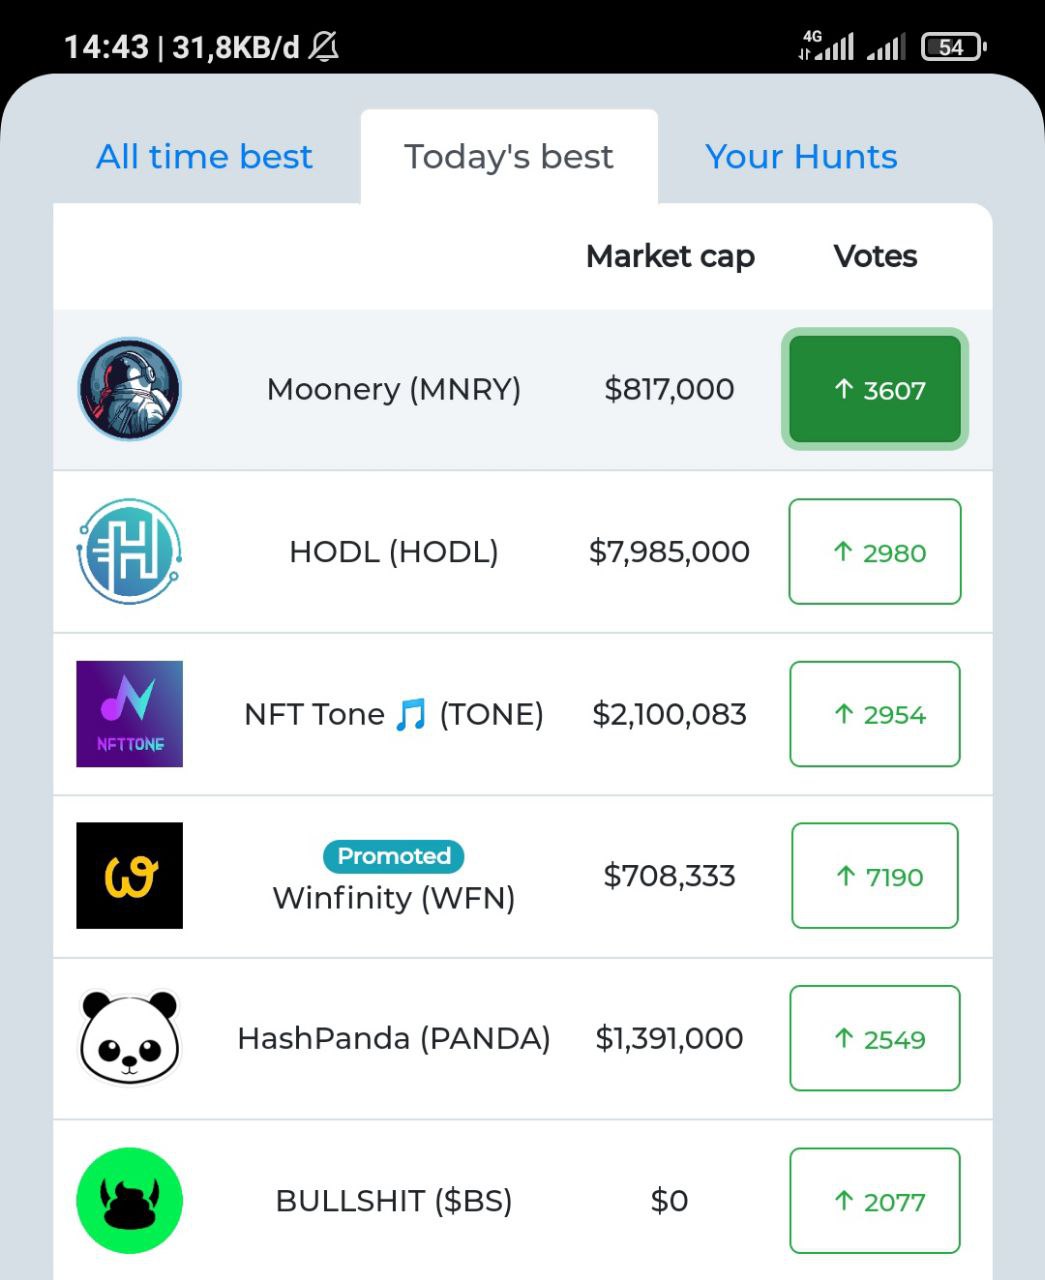 14:43 | 31,8KB/d 4G 54
All time best Today's best Your Hunts
Market cap Votes
Moonery (MNRY) $817,000 ↑ 3607
HODL (HODL) $7,985,000 ↑ 2980
NFT Tone 🎵 (TONE) $2,100,083 ↑ 2954
NFTTONE
Promoted
Winfinity (WFN) $708,333 ↑ 7190
HashPanda (PANDA) $1,391,000 ↑ 2549
BULLSHIT ($BS) $0 ↑ 2077